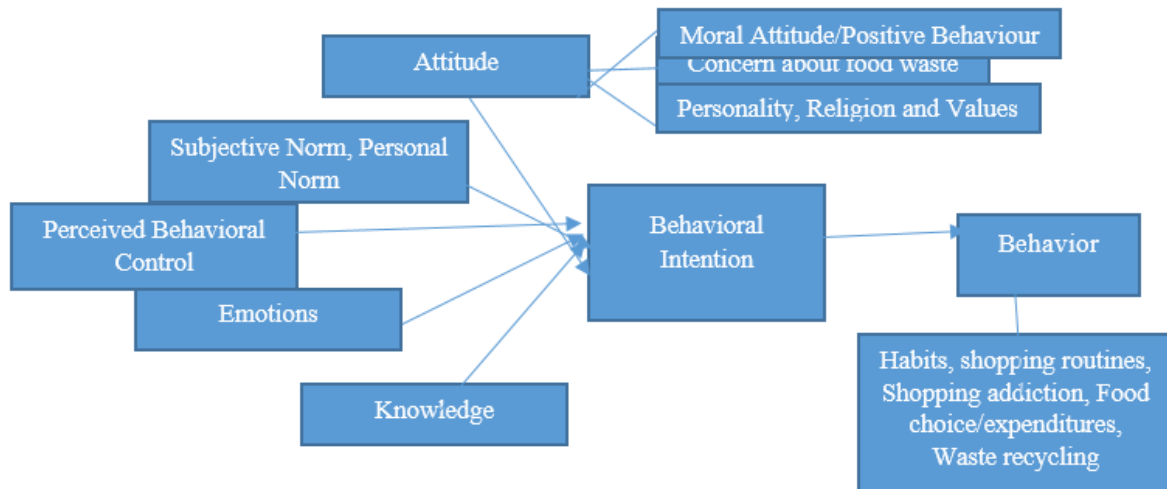 Attitude
Moral Attitude/Positive Behaviour
Concern about food waste
Personality, Religion and Values
Subjective Norm, Personal
Norm
Perceived Behavioral
Control
Emotions
Knowledge
Behavioral
Intention
Behavior
Habits, shopping routines,
Shopping addiction, Food
choice/expenditures,
Waste recycling